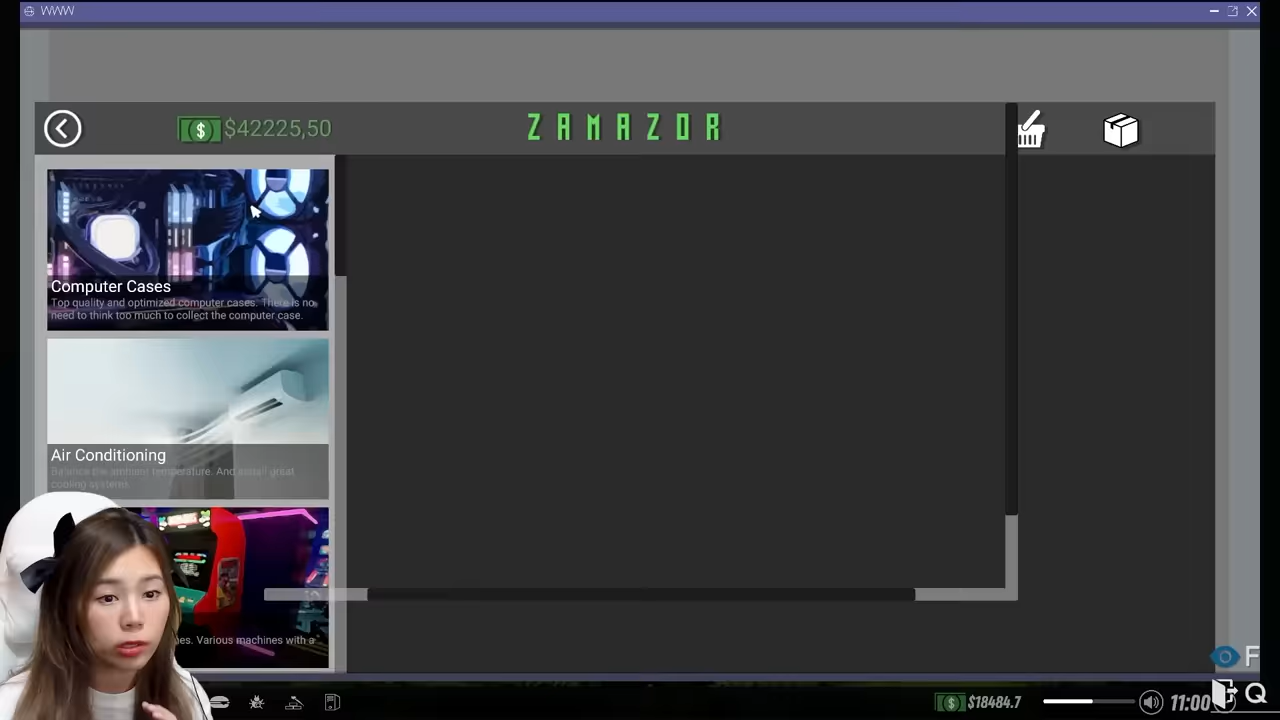 WWW
$42225,50
ZAMAZOR
Computer Cases
Top quality and optimized computer cases. There is no
need to think too much to collect the computer case.
Air Conditioning
Balance the ambient temperature. And install great
cooling systems.
nes. Various machines with a
F
$18484.7
11:00
Q